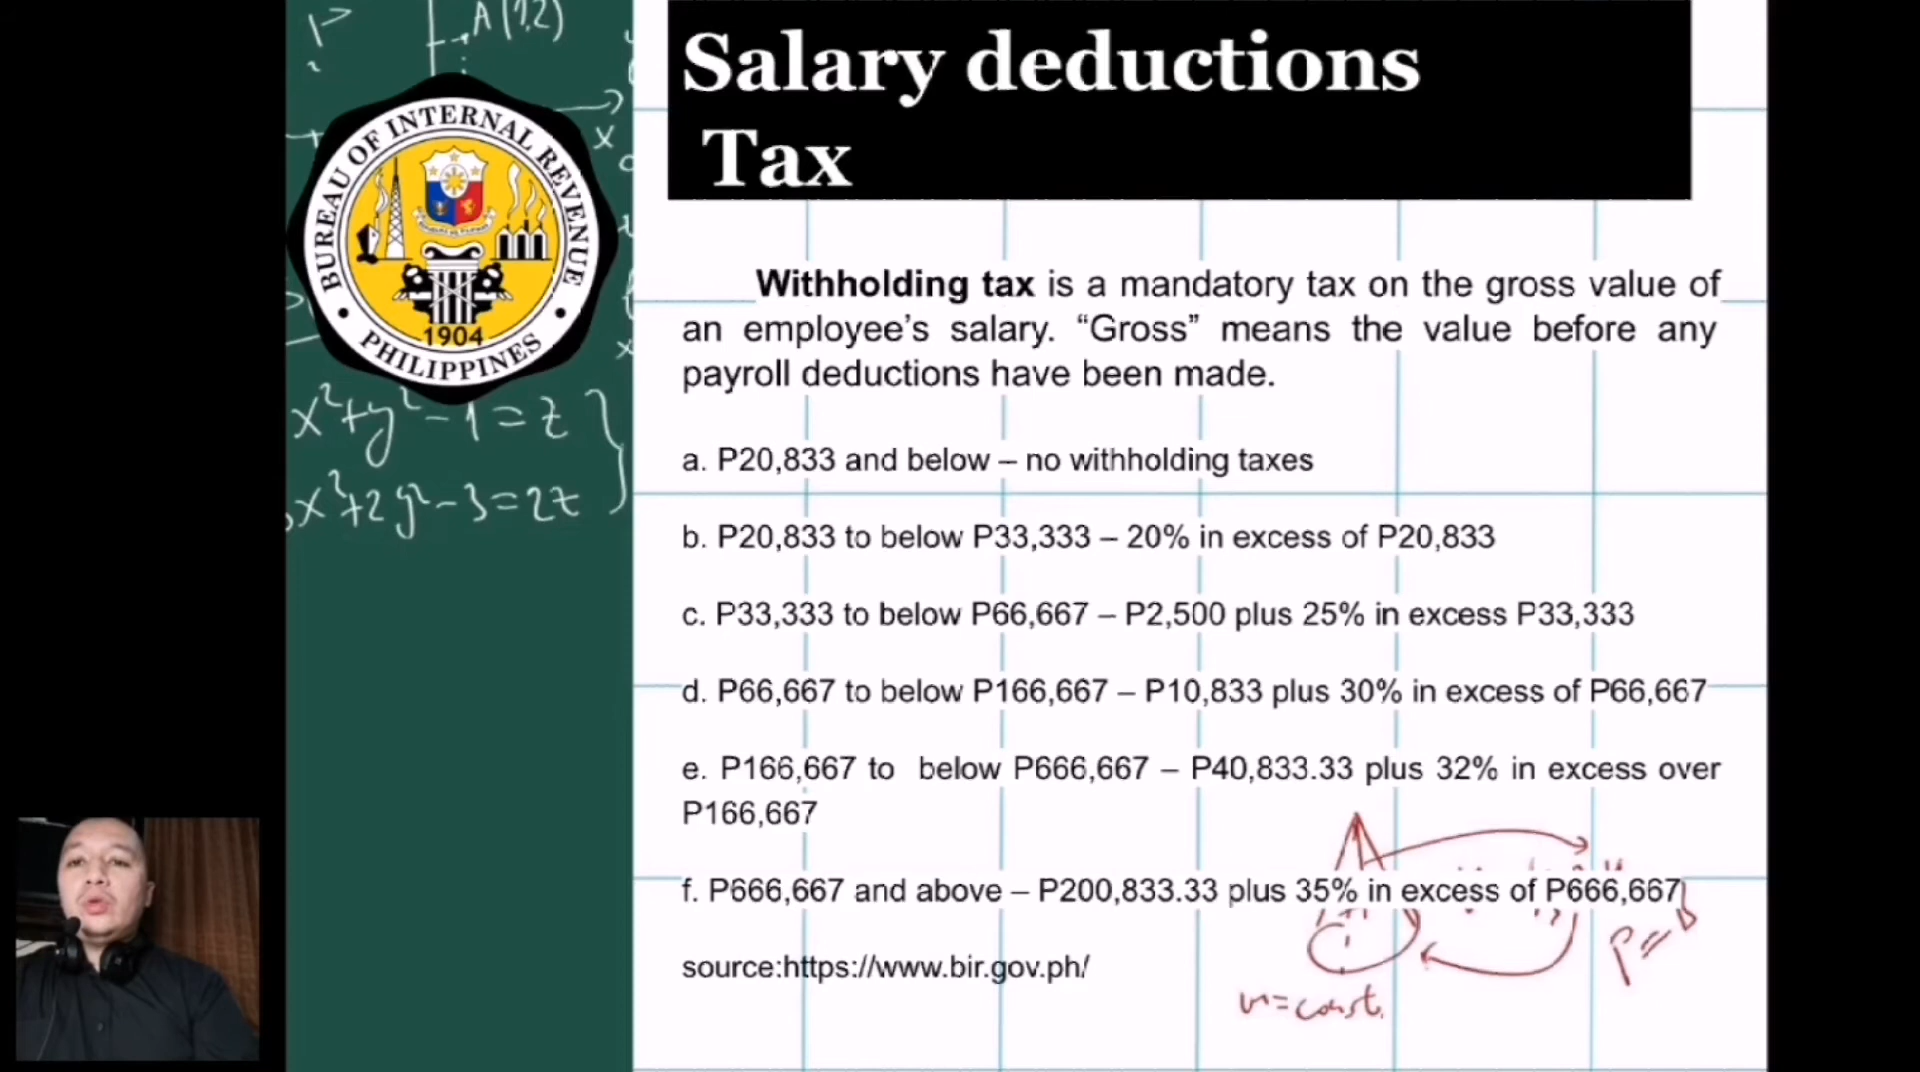 A(1,2)
x
BUREAU OF INTERNAL REVENUE
1904
PHILIPPINES
x²+y²-1=z
x²+2y²-3=2z
Salary deductions
Tax
Withholding tax is a mandatory tax on the gross value of
an employee’s salary. “Gross” means the value before any
payroll deductions have been made.
a. P20,833 and below – no withholding taxes
b. P20,833 to below P33,333 – 20% in excess of P20,833
c. P33,333 to below P66,667 – P2,500 plus 25% in excess P33,333
d. P66,667 to below P166,667 – P10,833 plus 30% in excess of P66,667
e. P166,667 to below P666,667 – P40,833.33 plus 32% in excess over
P166,667
f. P666,667 and above – P200,833.33 plus 35% in excess of P666,667
source:https://www.bir.gov.ph/
m=const.